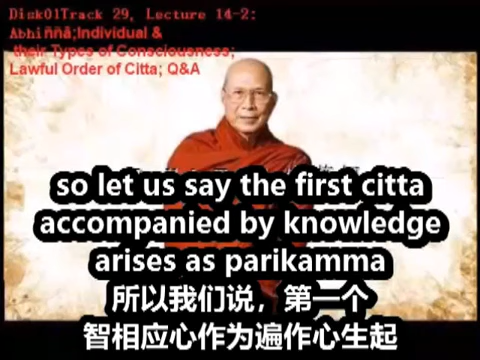 Disk01Track 29, Lecture 14-2:
Abhiññā;Individual &
their Types of Consciousness;
Lawful Order of Citta; Q&A
so let us say the first citta
accompanied by knowledge
arises as parikamma
所以我们说，第一个
智相应心作为遍作心生起